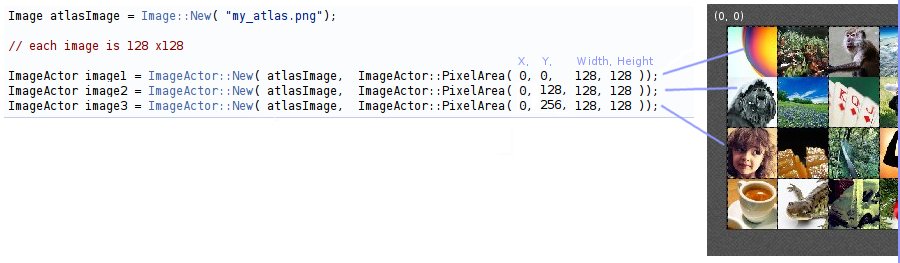 Image atlasImage = Image::New( "my_atlas.png");
(0, 0)
// each image is 128 x128
X, Y, Width, Height
ImageActor image1 = ImageActor::New( atlasImage, ImageActor::PixelArea( 0, 0, 128, 128 ));
ImageActor image2 = ImageActor::New( atlasImage, ImageActor::PixelArea( 0, 128, 128, 128 ));
ImageActor image3 = ImageActor::New( atlasImage, ImageActor::PixelArea( 0, 256, 128, 128 ));